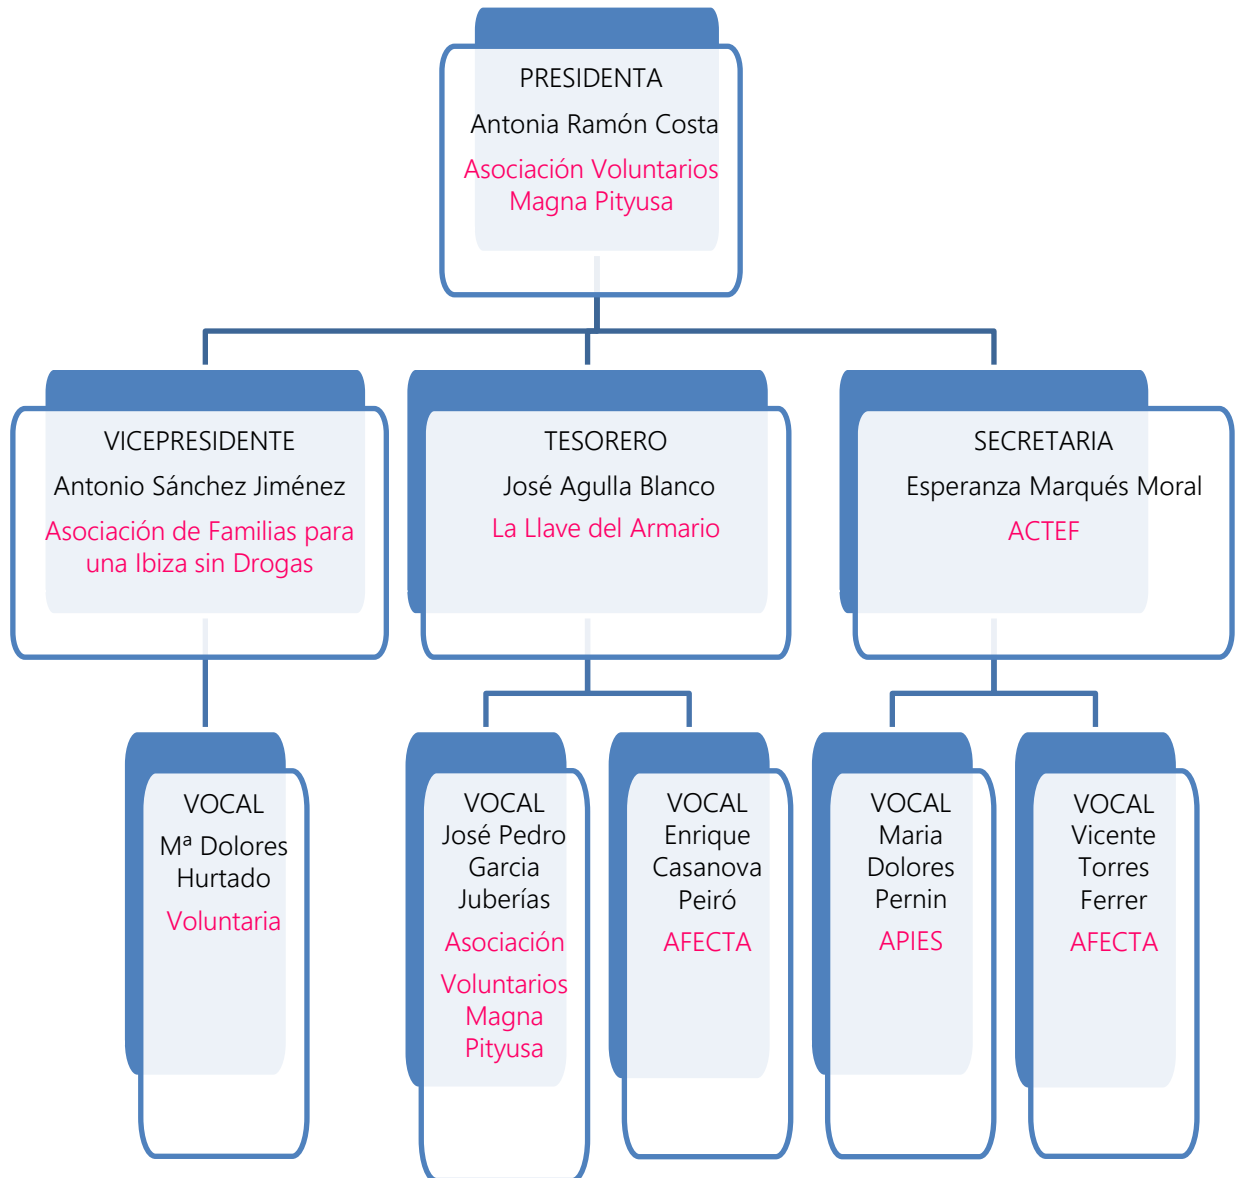 PRESIDENTA
Antonia Ramón Costa
Asociación Voluntarios
Magna Pityusa
VICEPRESIDENTE
Antonio Sánchez Jiménez
Asociación de Familias para
una Ibiza sin Drogas
TESORERO
José Agulla Blanco
La Llave del Armario
SECRETARIA
Esperanza Marqués Moral
ACTEF
VOCAL
Mª Dolores
Hurtado
Voluntaria
VOCAL
José Pedro
Garcia
Juberías
Asociación
Voluntarios
Magna
Pityusa
VOCAL
Enrique
Casanova
Peiró
AFECTA
VOCAL
Maria
Dolores
Pernin
APIES
VOCAL
Vicente
Torres
Ferrer
AFECTA